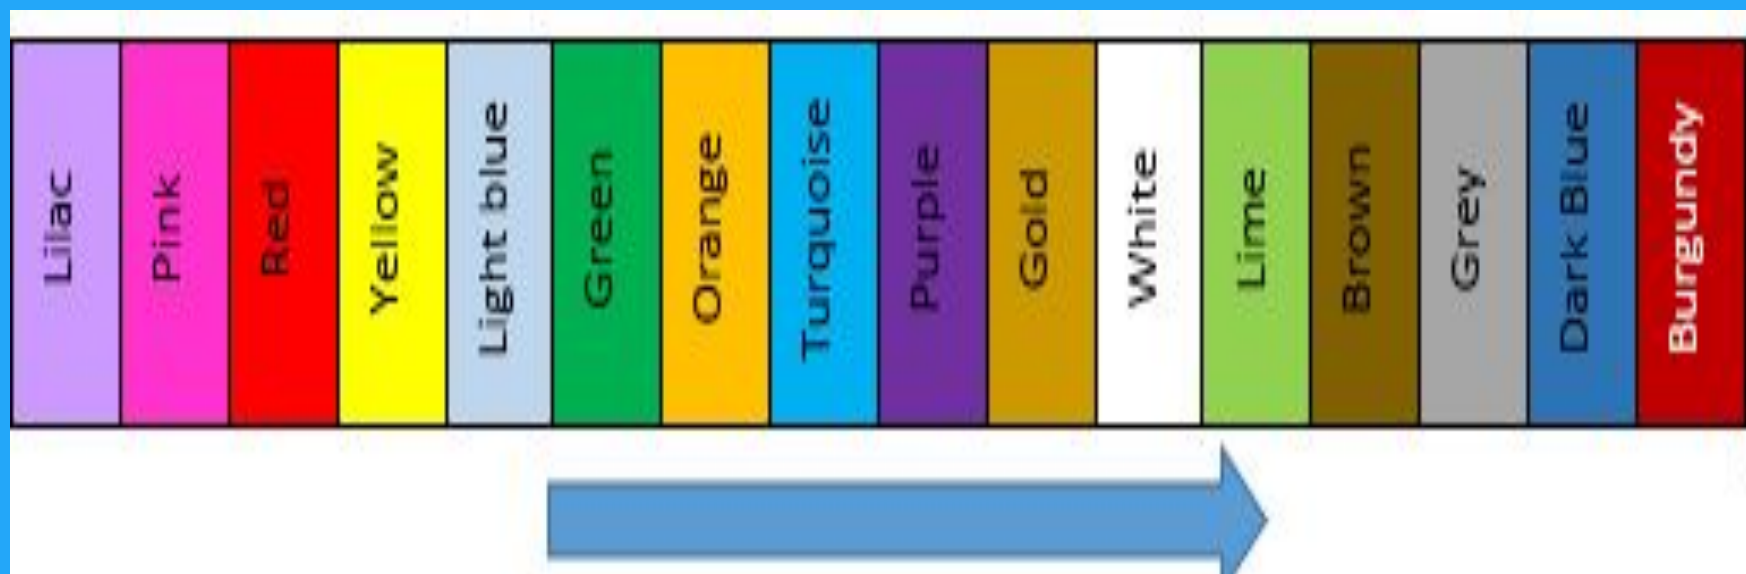 Lilac
Pink
Red
Yellow
Light blue
Green
Orange
Turquoise
Purple
Gold
White
Lime
Brown
Grey
Dark Blue
Burgundy